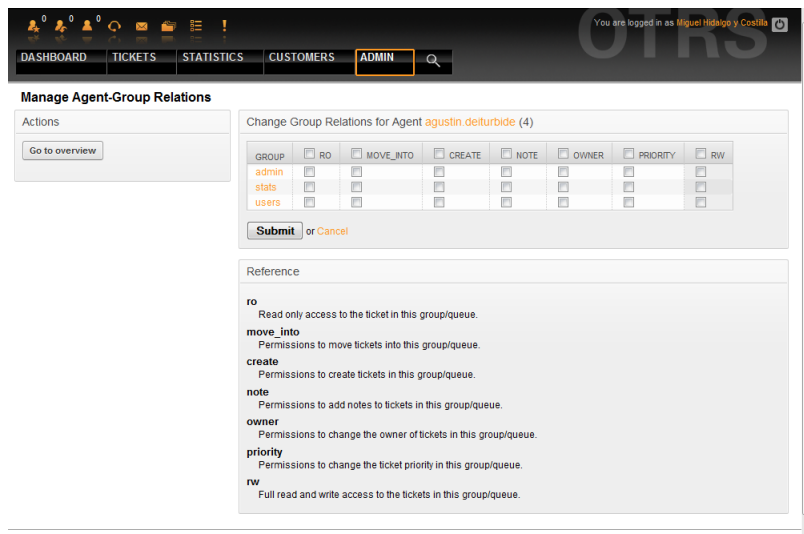 0 0 0
You are logged in as Miguel Hidalgo y Costilla
OTRS
DASHBOARD TICKETS STATISTICS CUSTOMERS ADMIN
Manage Agent-Group Relations
Actions
Go to overview
Change Group Relations for Agent agustin.deiturbide (4)
GROUP RO MOVE_INTO CREATE NOTE OWNER PRIORITY RW
admin
stats
users
Submit or Cancel
Reference
ro
Read only access to the ticket in this group/queue.
move_into
Permissions to move tickets into this group/queue.
create
Permissions to create tickets in this group/queue.
note
Permissions to add notes to tickets in this group/queue.
owner
Permissions to change the owner of tickets in this group/queue.
priority
Permissions to change the ticket priority in this group/queue.
rw
Full read and write access to the tickets in this group/queue.